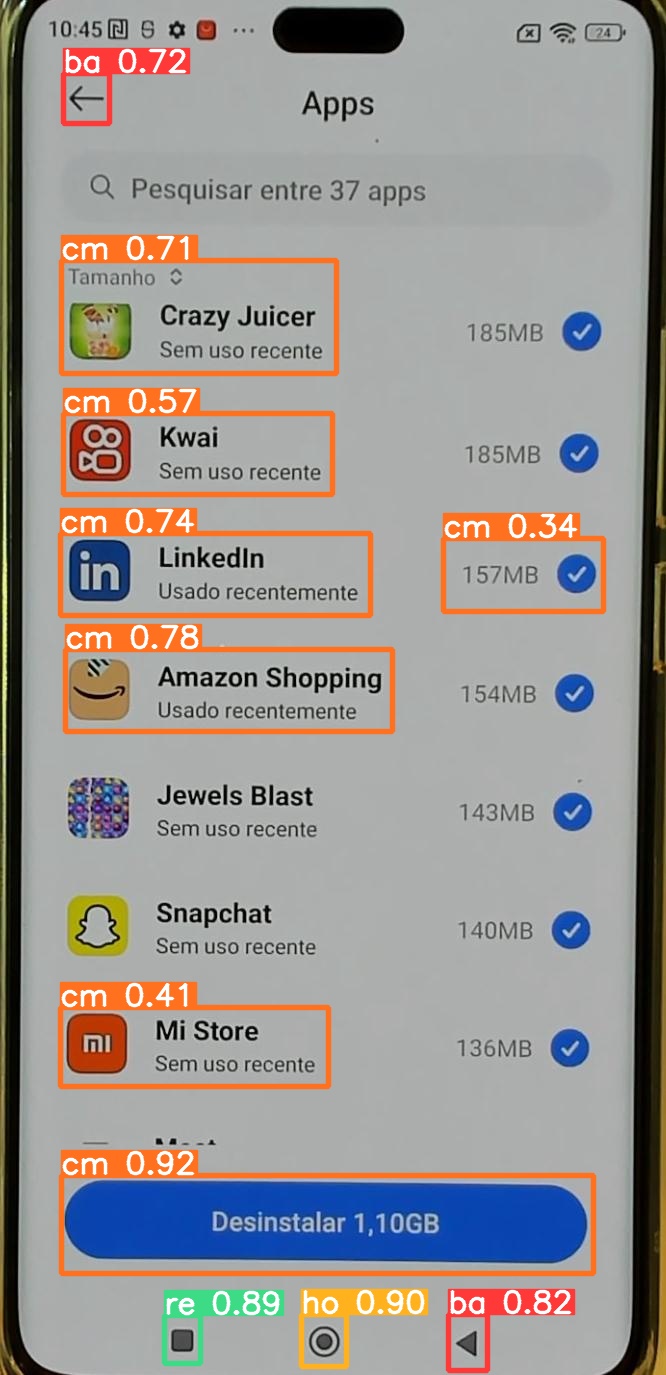 10:45
24
ba 0.72
Apps
Pesquisar entre 37 apps
cm 0.71
Tamanho
Crazy Juicer
Sem uso recente
185MB
cm 0.57
Kwai
Sem uso recente
185MB
cm 0.74
cm 0.34
LinkedIn
Usado recentemente
in
157MB
cm 0.78
Amazon Shopping
Usado recentemente
154MB
Jewels Blast
Sem uso recente
143MB
Snapchat
Sem uso recente
140MB
cm 0.41
Mi Store
Sem uso recente
mi
136MB
cm 0.92
Desinstalar 1,10GB
re 0.89
ho 0.90
ba 0.82